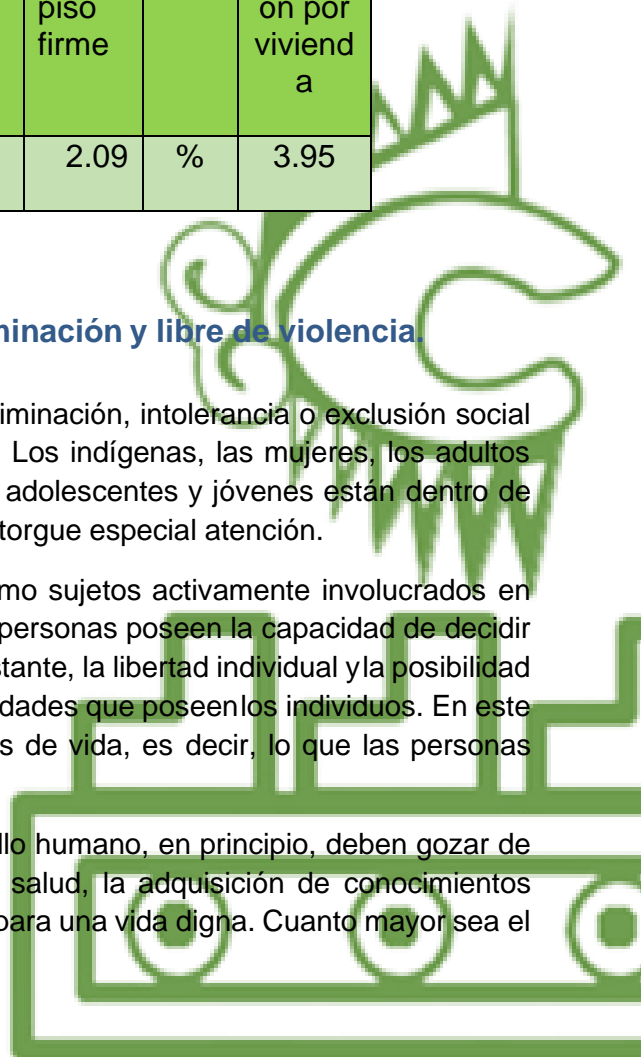 piso
firme
ón por
viviend
a
2.09 % 3.95
minación y libre de violencia.
iminación, intolerancia o exclusión social
Los indígenas, las mujeres, los adultos
adolescentes y jóvenes están dentro de
torgue especial atención.
mo sujetos activamente involucrados en
personas poseen la capacidad de decidir
stante, la libertad individual yla posibilidad
dades que poseenlos individuos. En este
s de vida, es decir, lo que las personas
llo humano, en principio, deben gozar de
salud, la adquisición de conocimientos
para una vida digna. Cuanto mayor sea el